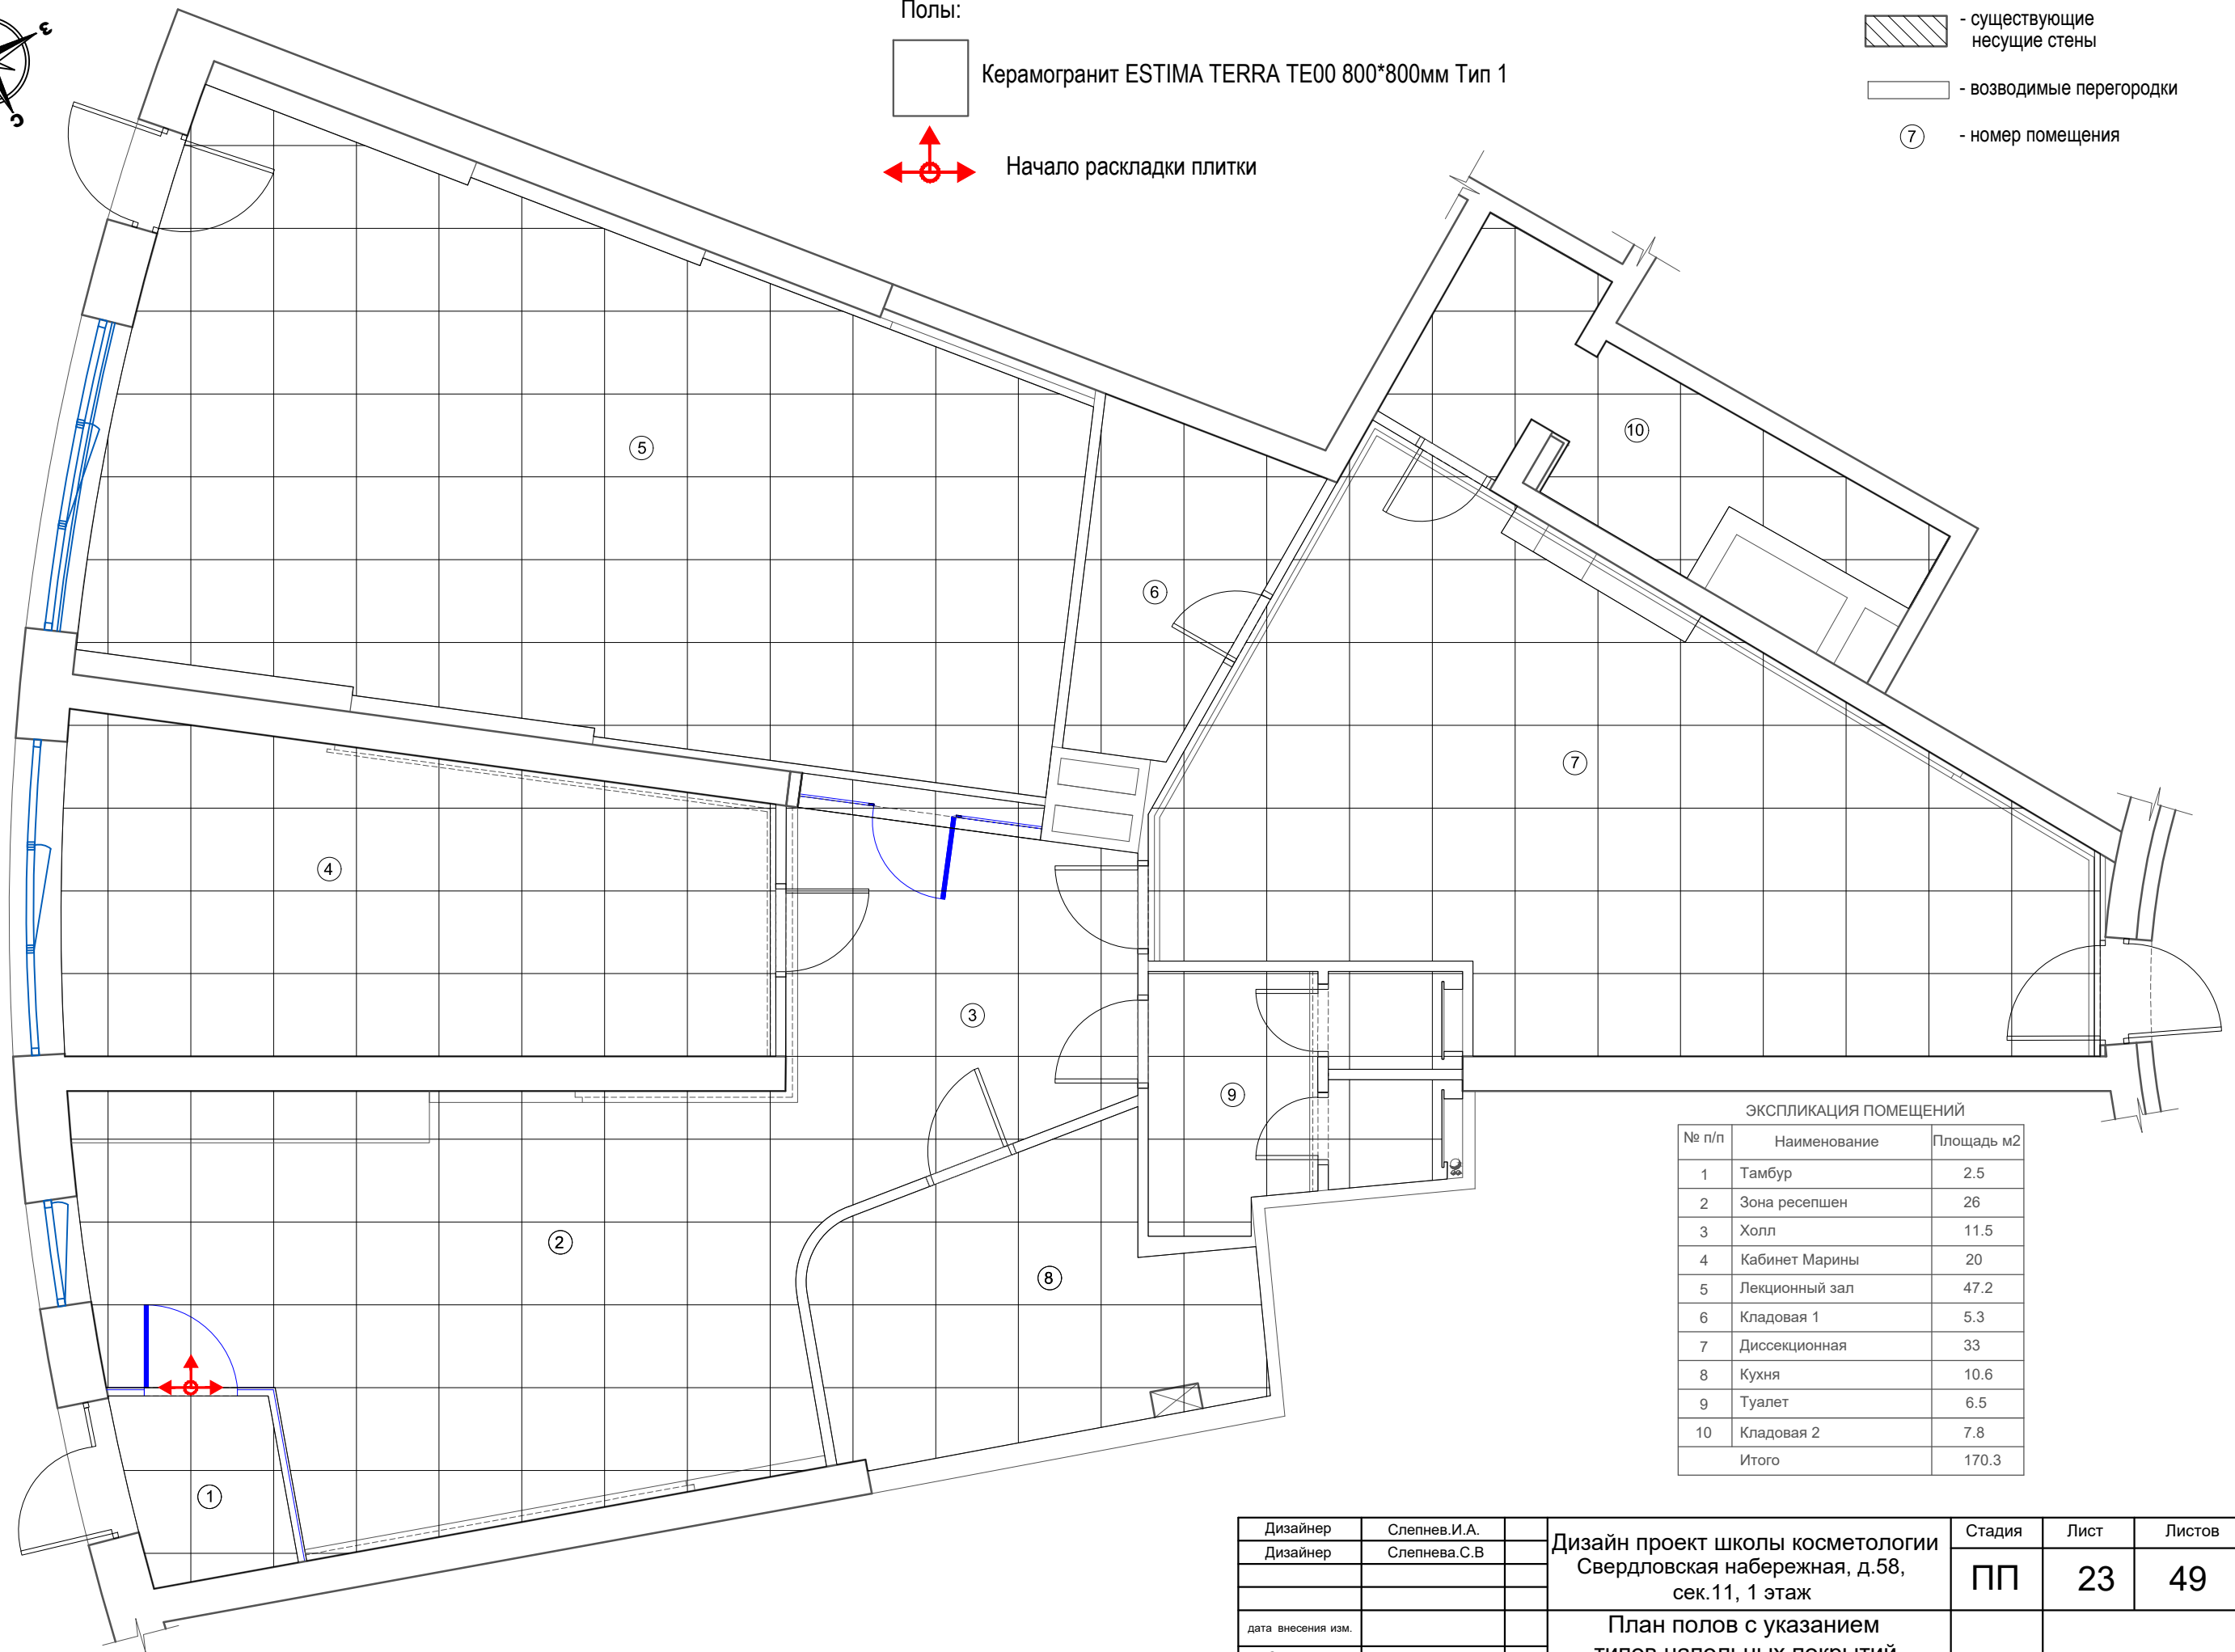 З
С
Полы:
Керамогранит ESTIMA TERRA TE00 800*800мм Тип 1
Начало раскладки плитки
- существующие
несущие стены
- возводимые перегородки
7 - номер помещения
5
10
6
7
4
3
9
2
8
1
ЭКСПЛИКАЦИЯ ПОМЕЩЕНИЙ
№ п/п Наименование Площадь м2
1 Тамбур 2.5
2 Зона ресепшен 26
3 Холл 11.5
4 Кабинет Марины 20
5 Лекционный зал 47.2
6 Кладовая 1 5.3
7 Диссекционная 33
8 Кухня 10.6
9 Туалет 6.5
10 Кладовая 2 7.8
Итого 170.3
Дизайнер Слепнев.И.А.
Дизайнер Слепнева.С.В
дата внесения изм.
Дизайн проект школы косметологии
Свердловская набережная, д.58,
сек.11, 1 этаж
Стадия Лист Листов
ПП 23 49
План полов с указанием
типов напольных покрытий